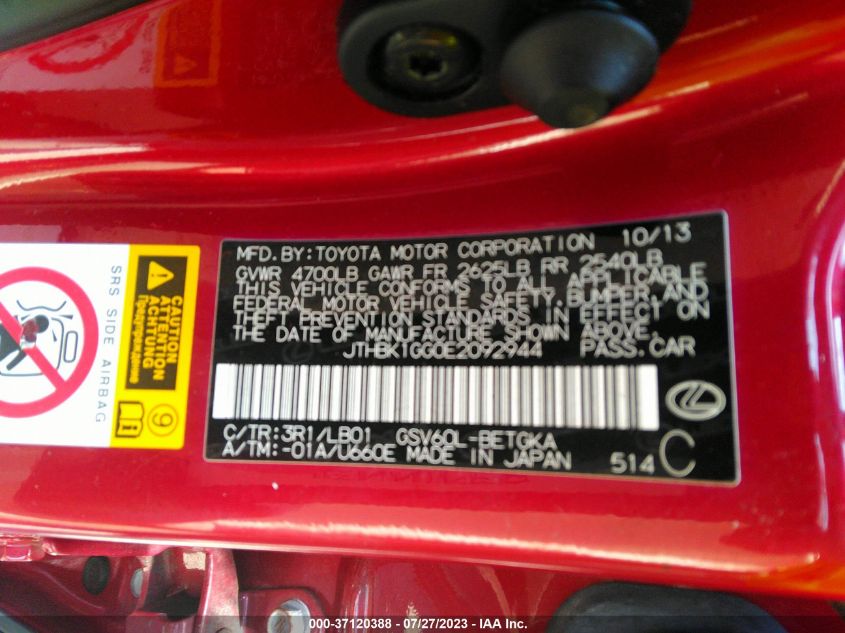 MFD. BY: TOYOTA MOTOR CORPORATION 10/13
GVWR 4700LB GAWR FR 2625LB RR 2540LB
THIS VEHICLE CONFORMS TO ALL APPLICABLE
FEDERAL MOTOR VEHICLE SAFETY, BUMPER, AND
THEFT PREVENTION STANDARDS IN EFFECT ON
THE DATE OF MANUFACTURE SHOWN ABOVE.
JTHBK1GG0E2092944 PASS.CAR
C/TR:3R1/LB01 GSV60L-BETGKA
A/TM:-01A/U660E MADE IN JAPAN 514 C
SRS SIDE AIRBAG
CAUTION
ATTENTION
ACHTUNG
Предупреждение
9
000-37120388 / 07/27/2023 - IAA Inc.